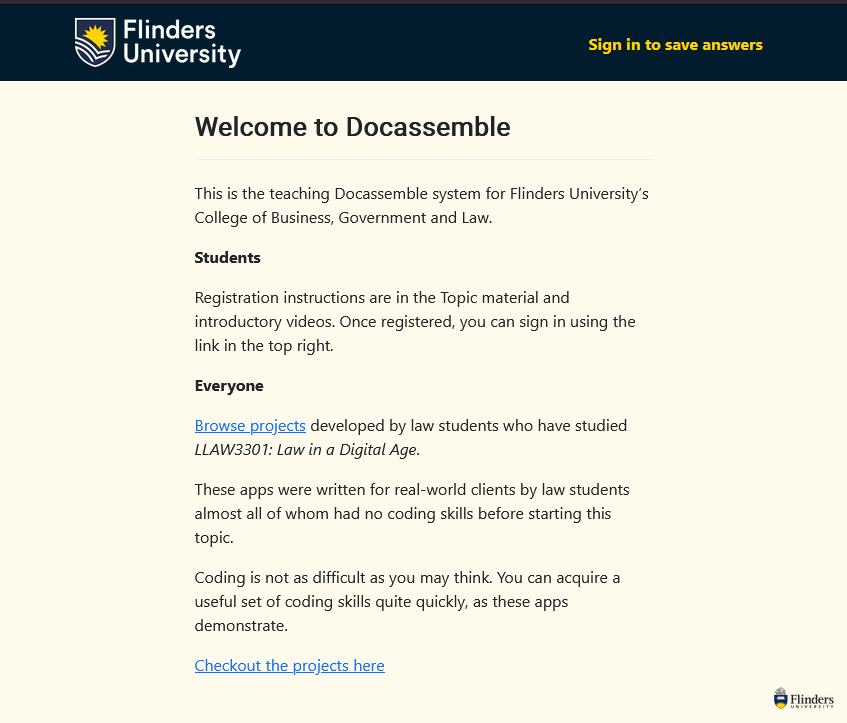 Flinders
University
Sign in to save answers
Welcome to Docassemble
This is the teaching Docassemble system for Flinders University's
College of Business, Government and Law.
Students
Registration instructions are in the Topic material and
introductory videos. Once registered, you can sign in using the
link in the top right.
Everyone
Browse projects developed by law students who have studied
LLAW3301: Law in a Digital Age.
These apps were written for real-world clients by law students
almost all of whom had no coding skills before starting this
topic.
Coding is not as difficult as you may think. You can acquire a
useful set of coding skills quite quickly, as these apps
demonstrate.
Checkout the projects here
Flinders
UNIVERSITY